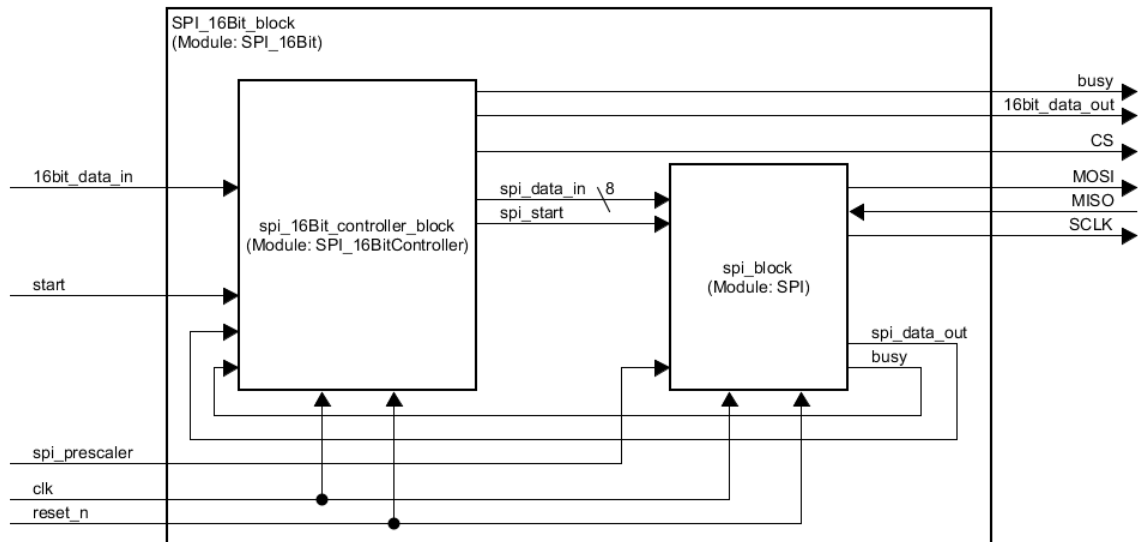 SPI_16Bit_block
(Module: SPI_16Bit)
busy
16bit_data_out
CS
16bit_data_in
spi_data_in
8
MOSI
MISO
spi_start
spi_16Bit_controller_block
(Module: SPI_16BitController)
SCLK
spi_block
(Module: SPI)
start
spi_data_out
busy
spi_prescaler
clk
reset_n